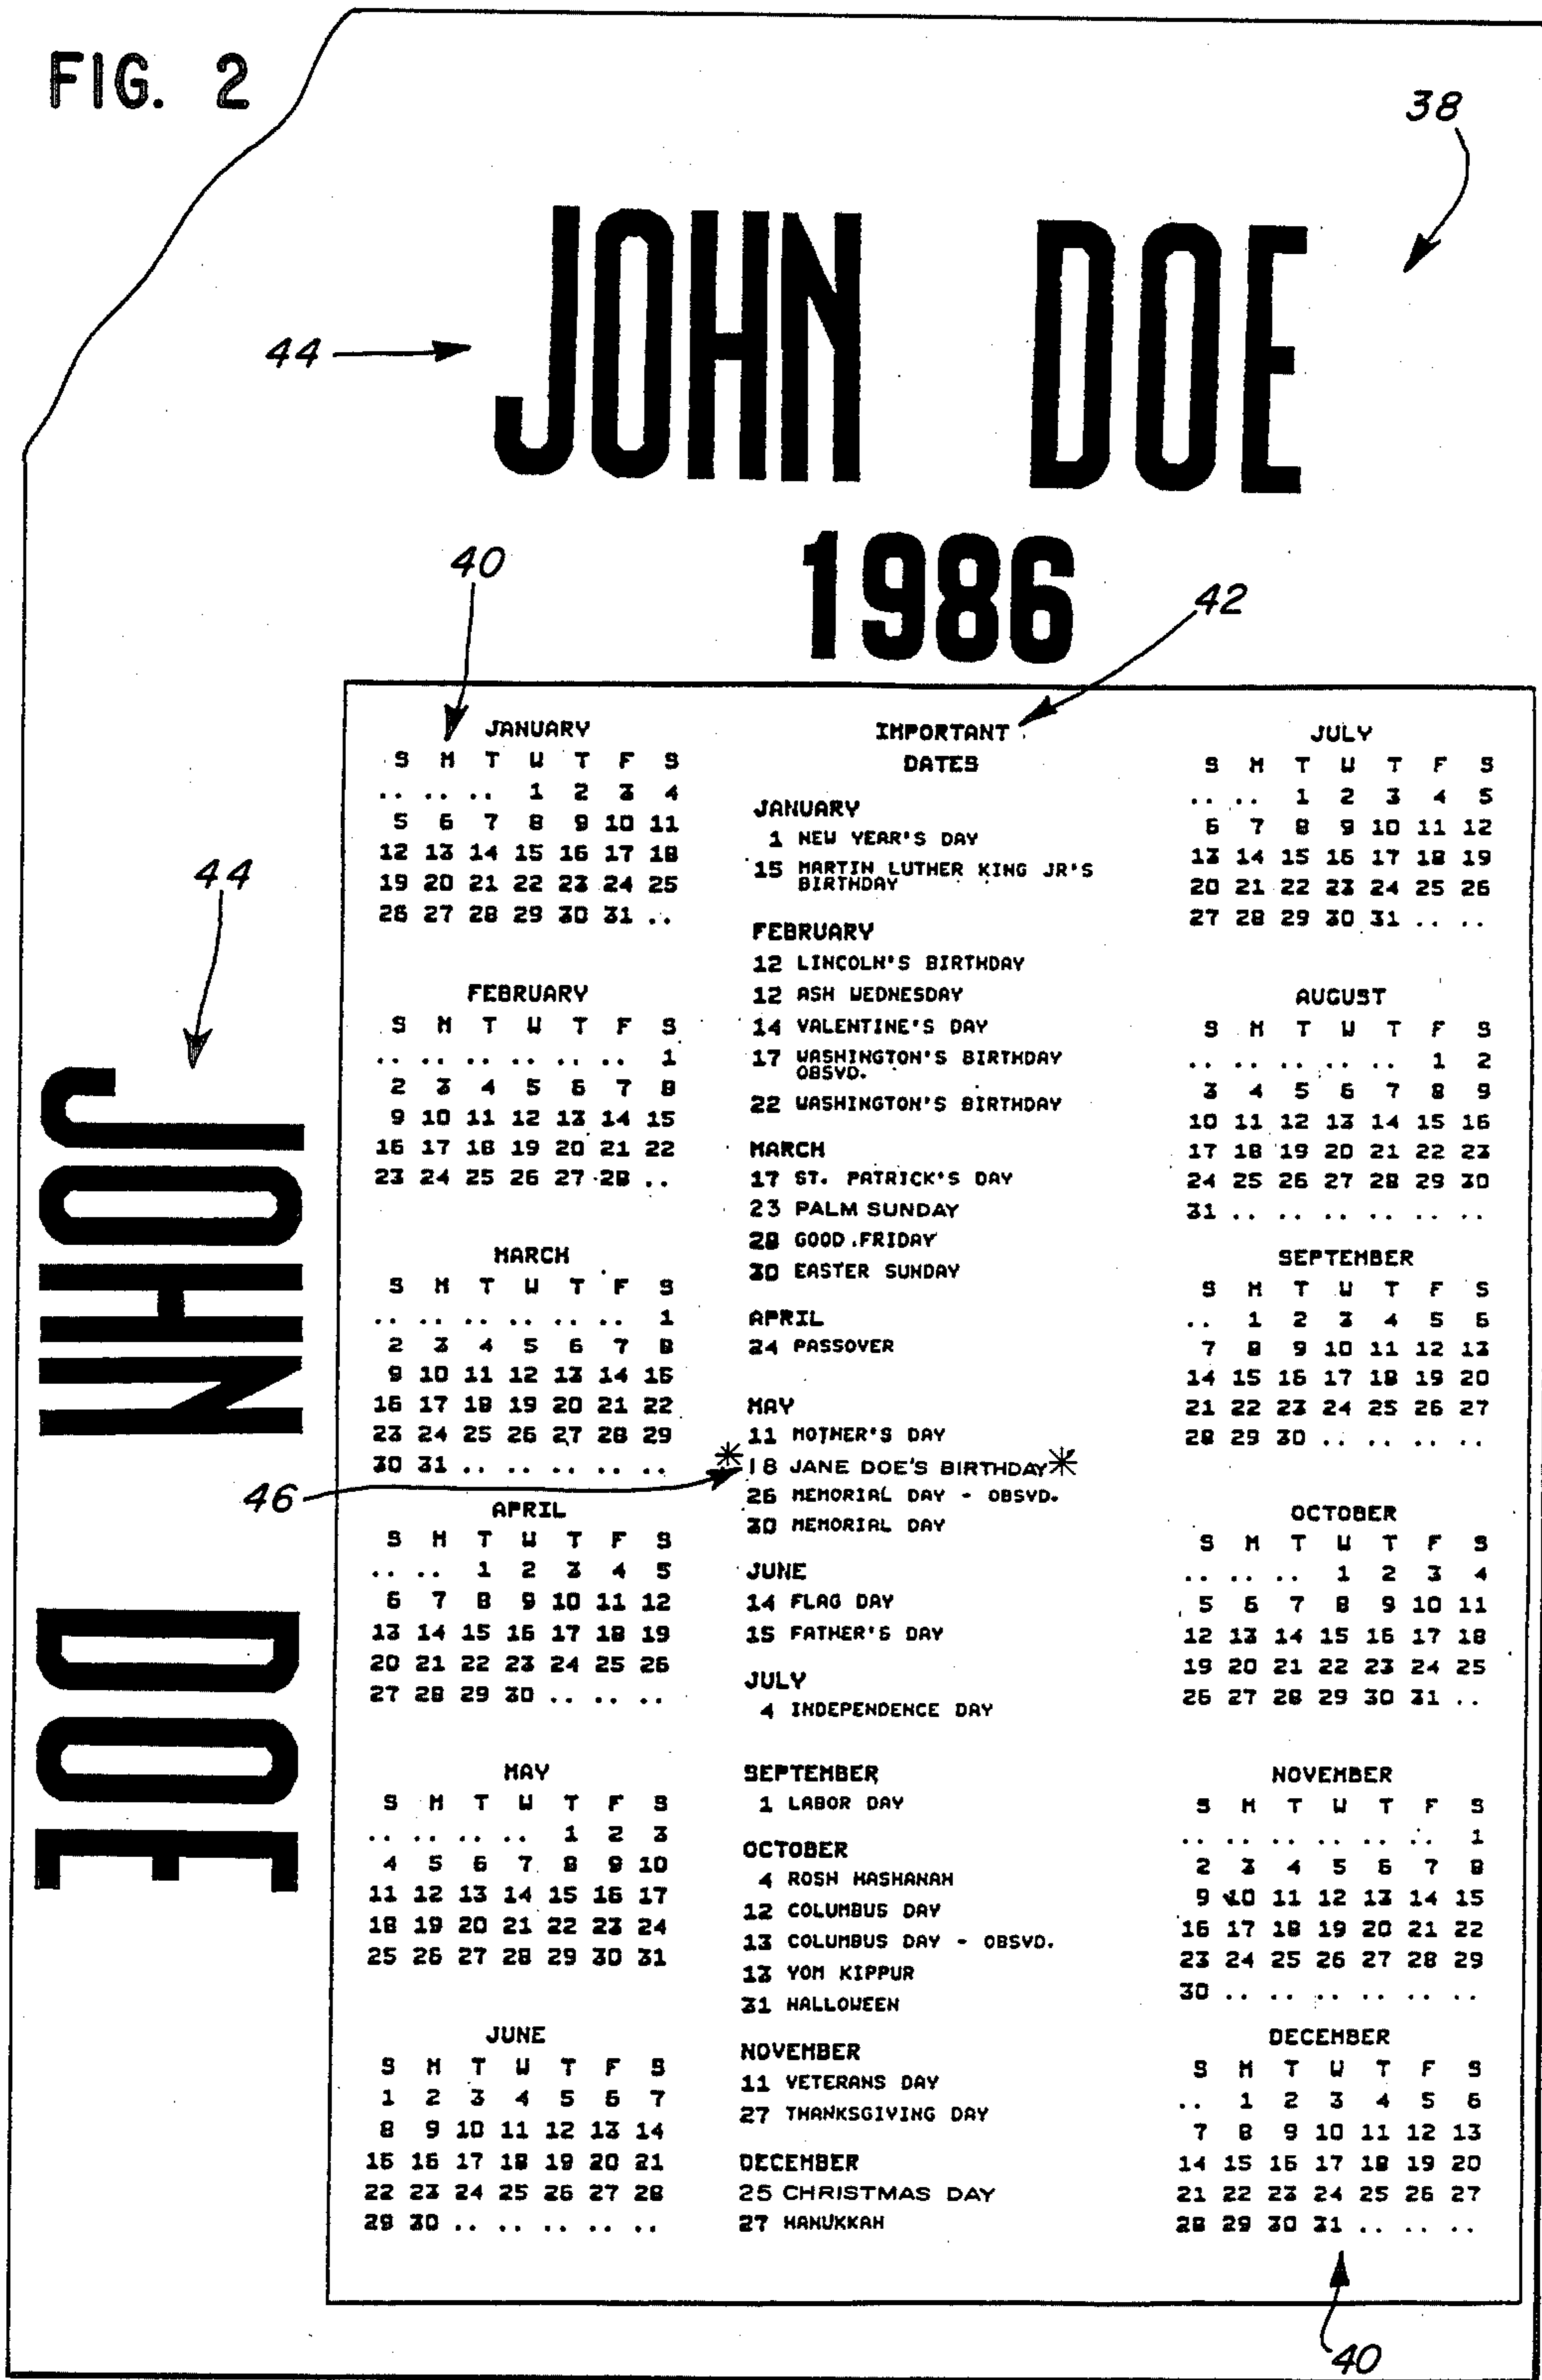 FIG. 2
38
JOHN DOE
44
1986
40
42
44
JOHN DOE
JANUARY
S M T W T F S
.. .. .. 1 2 3 4
5 6 7 8 9 10 11
12 13 14 15 16 17 18
19 20 21 22 23 24 25
26 27 28 29 30 31 ..
FEBRUARY
S M T W T F S
.. .. .. .. .. .. 1
2 3 4 5 6 7 8
9 10 11 12 13 14 15
16 17 18 19 20 21 22
23 24 25 26 27 28 ..
MARCH
S M T W T F S
.. .. .. .. .. .. 1
2 3 4 5 6 7 8
9 10 11 12 13 14 15
16 17 18 19 20 21 22
23 24 25 26 27 28 29
30 31 .. .. .. .. ..
46
APRIL
S M T W T F S
.. .. 1 2 3 4 5
6 7 8 9 10 11 12
13 14 15 16 17 18 19
20 21 22 23 24 25 26
27 28 29 30 .. .. ..
MAY
S M T W T F S
.. .. .. .. 1 2 3
4 5 6 7 8 9 10
11 12 13 14 15 16 17
18 19 20 21 22 23 24
25 26 27 28 29 30 31
JUNE
S M T W T F S
1 2 3 4 5 6 7
8 9 10 11 12 13 14
15 16 17 18 19 20 21
22 23 24 25 26 27 28
29 30 .. .. .. .. ..
IMPORTANT
DATES
JANUARY
1 NEW YEAR'S DAY
15 MARTIN LUTHER KING JR'S
BIRTHDAY
FEBRUARY
12 LINCOLN'S BIRTHDAY
12 ASH WEDNESDAY
14 VALENTINE'S DAY
17 WASHINGTON'S BIRTHDAY
OBSVD.
22 WASHINGTON'S BIRTHDAY
MARCH
17 ST. PATRICK'S DAY
23 PALM SUNDAY
28 GOOD FRIDAY
30 EASTER SUNDAY
APRIL
24 PASSOVER
MAY
11 MOTHER'S DAY
* 18 JANE DOE'S BIRTHDAY *
26 MEMORIAL DAY - OBSVD.
30 MEMORIAL DAY
JUNE
14 FLAG DAY
15 FATHER'S DAY
JULY
4 INDEPENDENCE DAY
SEPTEMBER
1 LABOR DAY
OCTOBER
4 ROSH HASHANAH
12 COLUMBUS DAY
13 COLUMBUS DAY - OBSVD.
13 YOM KIPPUR
31 HALLOWEEN
NOVEMBER
11 VETERANS DAY
27 THANKSGIVING DAY
DECEMBER
25 CHRISTMAS DAY
27 HANUKKAH
JULY
S M T W T F S
.. .. 1 2 3 4 5
6 7 8 9 10 11 12
13 14 15 16 17 18 19
20 21 22 23 24 25 26
27 28 29 30 31 .. ..
AUGUST
S M T W T F S
.. .. .. .. .. 1 2
3 4 5 6 7 8 9
10 11 12 13 14 15 16
17 18 19 20 21 22 23
24 25 26 27 28 29 30
31 .. .. .. .. .. ..
SEPTEMBER
S M T W T F S
.. 1 2 3 4 5 6
7 8 9 10 11 12 13
14 15 16 17 18 19 20
21 22 23 24 25 26 27
28 29 30 .. .. .. ..
OCTOBER
S M T W T F S
.. .. .. 1 2 3 4
5 6 7 8 9 10 11
12 13 14 15 16 17 18
19 20 21 22 23 24 25
26 27 28 29 30 31 ..
NOVEMBER
S M T W T F S
.. .. .. .. .. .. 1
2 3 4 5 6 7 8
9 10 11 12 13 14 15
16 17 18 19 20 21 22
23 24 25 26 27 28 29
30 .. .. .. .. .. ..
DECEMBER
S M T W T F S
.. 1 2 3 4 5 6
7 8 9 10 11 12 13
14 15 16 17 18 19 20
21 22 23 24 25 26 27
28 29 30 31 .. .. ..
40